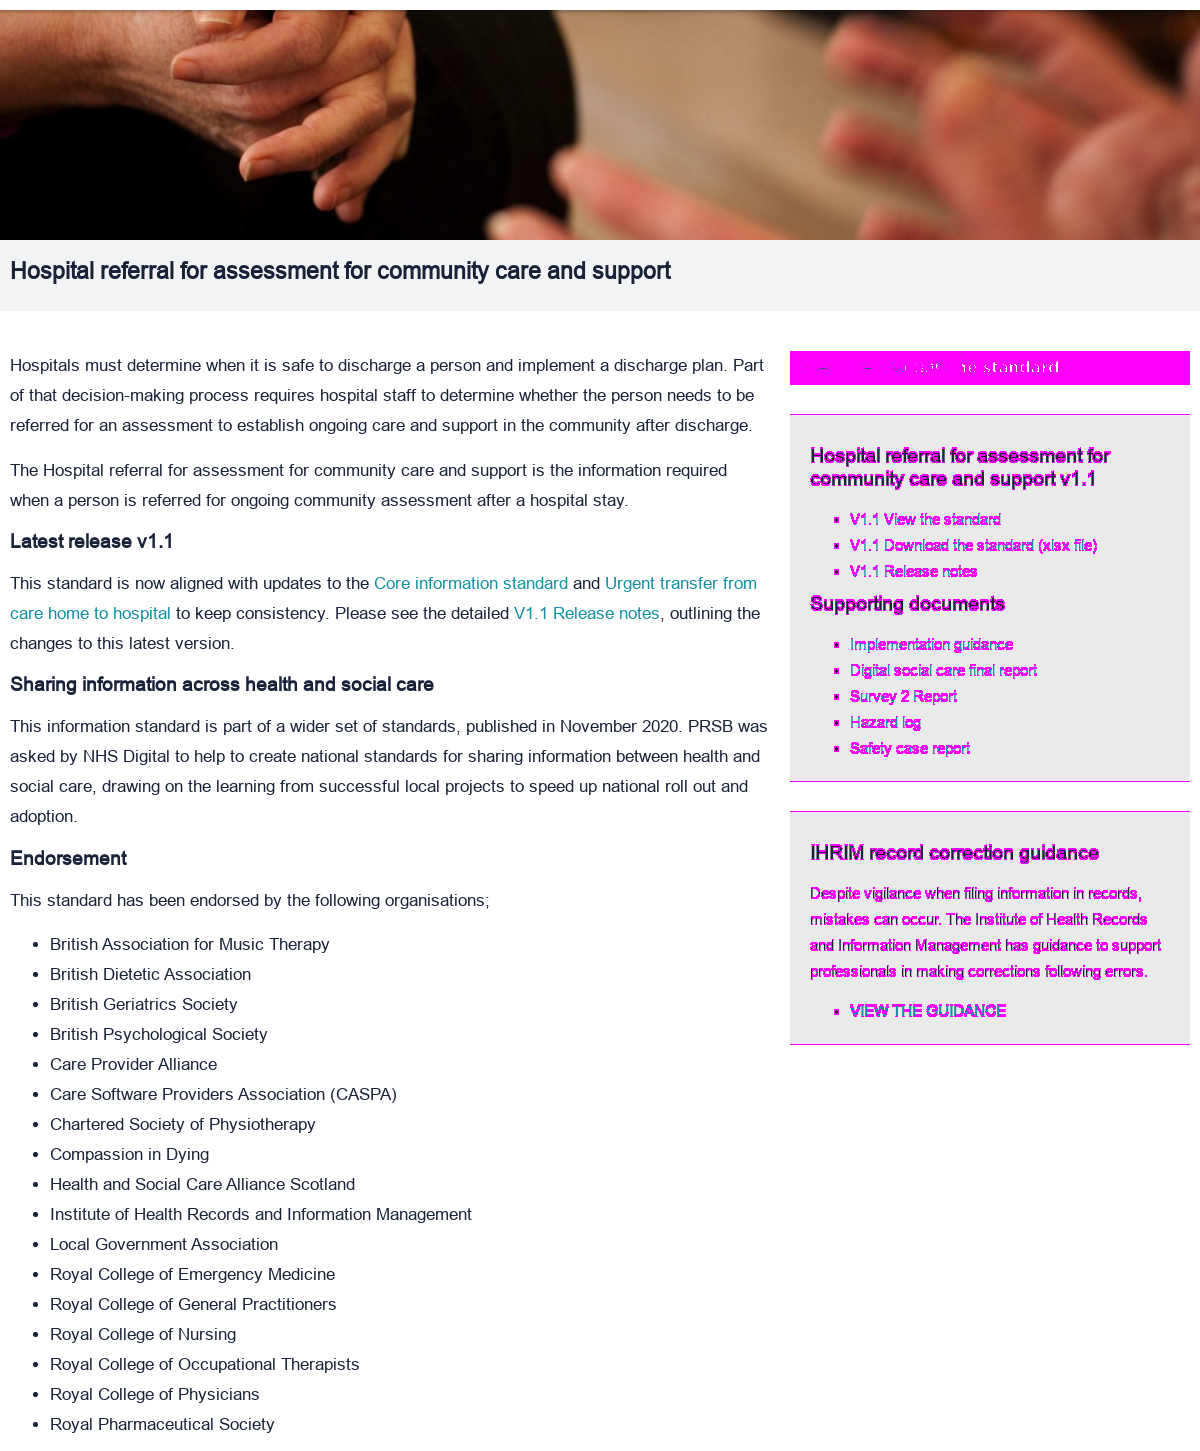 Hospital referral for assessment for community care and support
Hospitals must determine when it is safe to discharge a person and implement a discharge plan. Part
of that decision-making process requires hospital staff to determine whether the person needs to be
referred for an assessment to establish ongoing care and support in the community after discharge.
The Hospital referral for assessment for community care and support is the information required
when a person is referred for ongoing community assessment after a hospital stay.
Latest release v1.1
This standard is now aligned with updates to the Core information standard and Urgent transfer from
care home to hospital to keep consistency. Please see the detailed V1.1 Release notes, outlining the
changes to this latest version.
Sharing information across health and social care
This information standard is part of a wider set of standards, published in November 2020. PRSB was
asked by NHS Digital to help to create national standards for sharing information between health and
social care, drawing on the learning from successful local projects to speed up national roll out and
adoption.
Endorsement
This standard has been endorsed by the following organisations;
• British Association for Music Therapy
• British Dietetic Association
• British Geriatrics Society
• British Psychological Society
• Care Provider Alliance
• Care Software Providers Association (CASPA)
• Chartered Society of Physiotherapy
• Compassion in Dying
• Health and Social Care Alliance Scotland
• Institute of Health Records and Information Management
• Local Government Association
• Royal College of Emergency Medicine
• Royal College of General Practitioners
• Royal College of Nursing
• Royal College of Occupational Therapists
• Royal College of Physicians
• Royal Pharmaceutical Society
standard
Hospital referral for assessment for
community care and support v1.1
• V1.1 View the standard
• V1.1 Download the standard (xlsx file)
• V1.1 Release notes
Supporting documents
• Implementation guidance
• Digital social care final report
• Survey 2 Report
• Hazard log
• Safety case report
IHRIM record correction guidance
Despite vigilance when filing information in records,
mistakes can occur. The Institute of Health Records
and Information Management has guidance to support
professionals in making corrections following errors.
• VIEW THE GUIDANCE